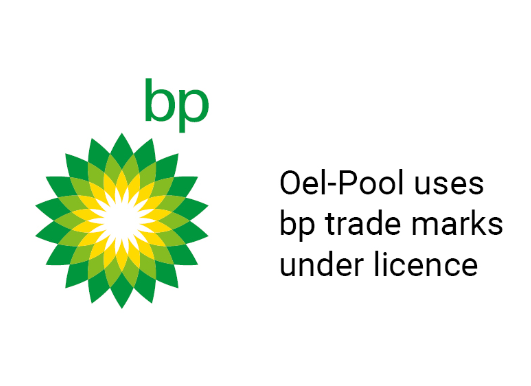 bp
Oel-Pool uses
bp trade marks
under licence